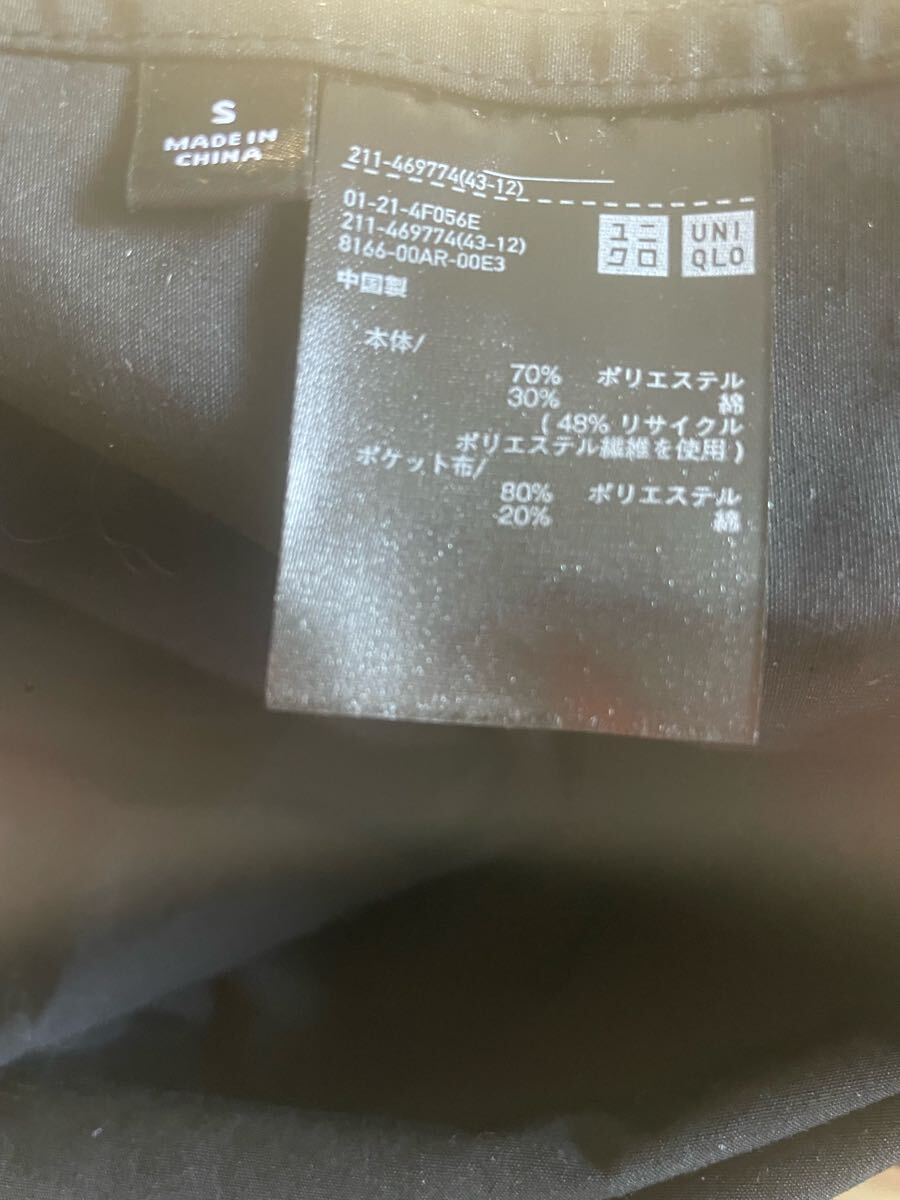 S
MADE IN
CHINA
211-469774(43-12)
01-21-4F056E
211-469774(43-12)
8166-00AR-00E3
中国製
ユニ
クロ
UNI
QLO
本体/
70% ポリエステル
30% 綿
( 48% リサイクル
ポリエステル繊維を使用 )
ポケット布/
80% ポリエステル
20% 綿